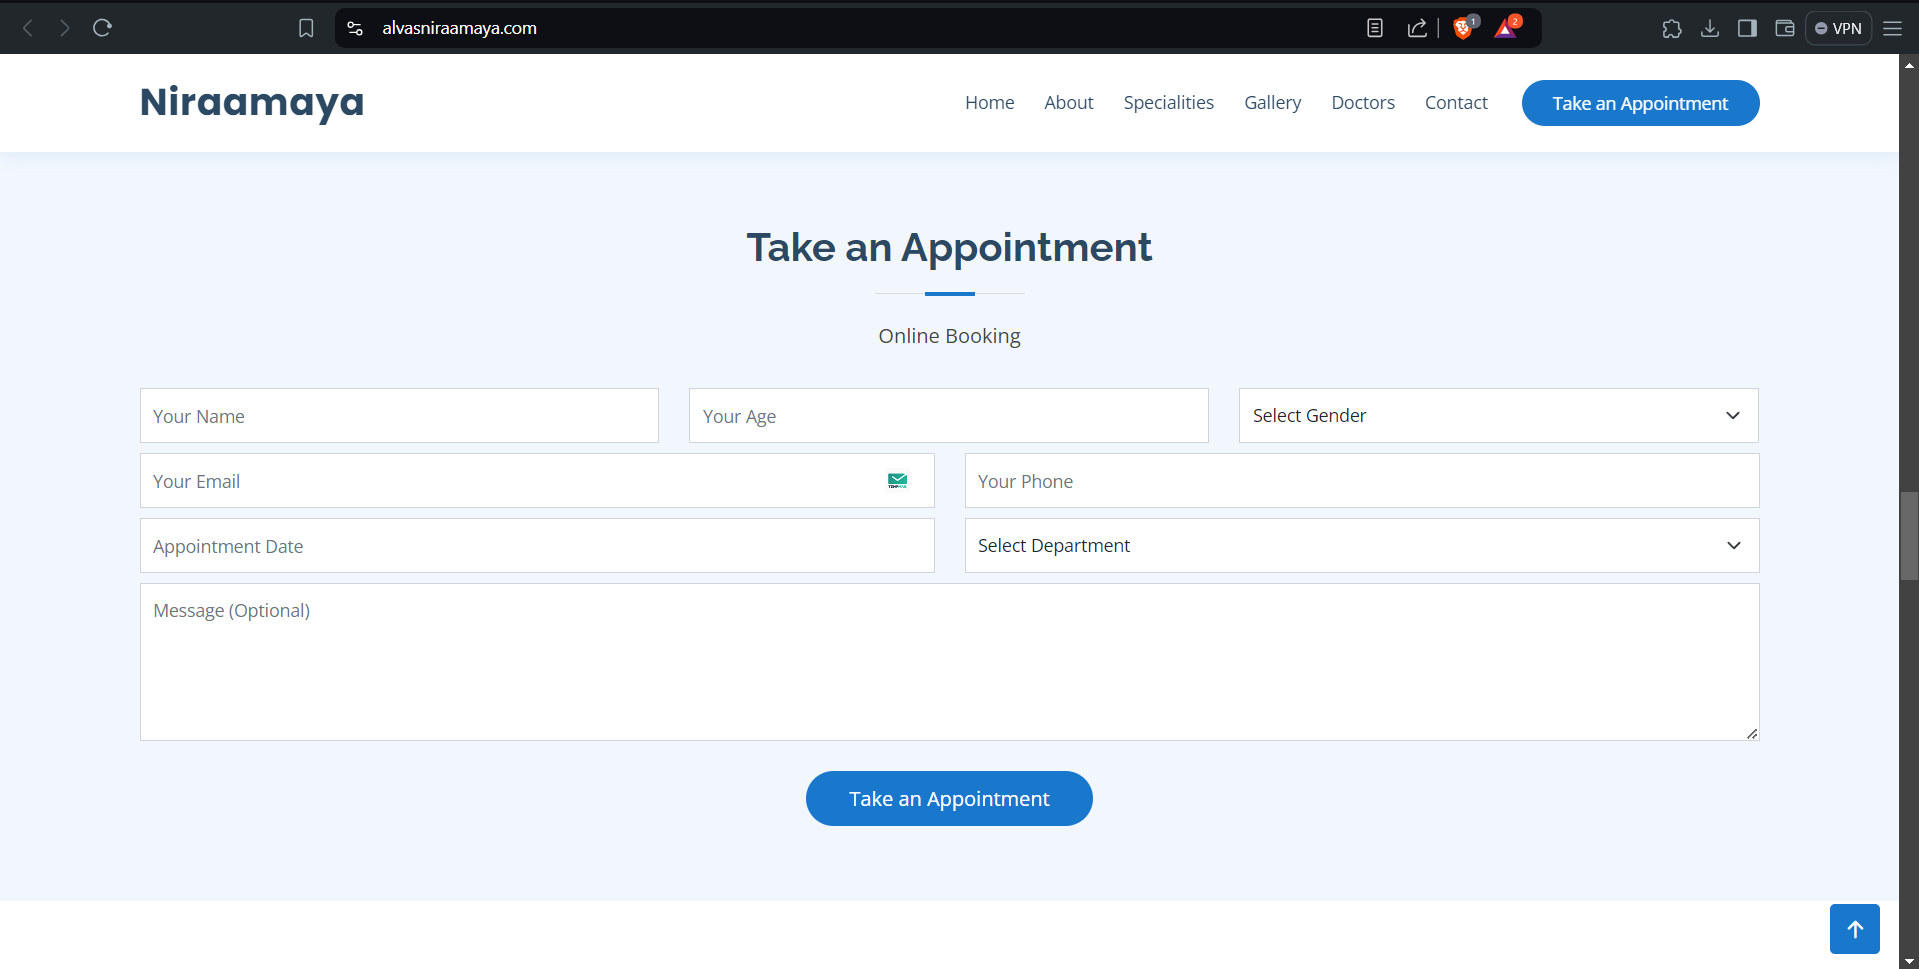 alvasniraamaya.com
1
2
VPN
Niraamaya
Home About Specialities Gallery Doctors Contact Take an Appointment
Take an Appointment
Online Booking
Your Name Your Age Select Gender
Your Email Your Phone
Appointment Date Select Department
Message (Optional)
Take an Appointment